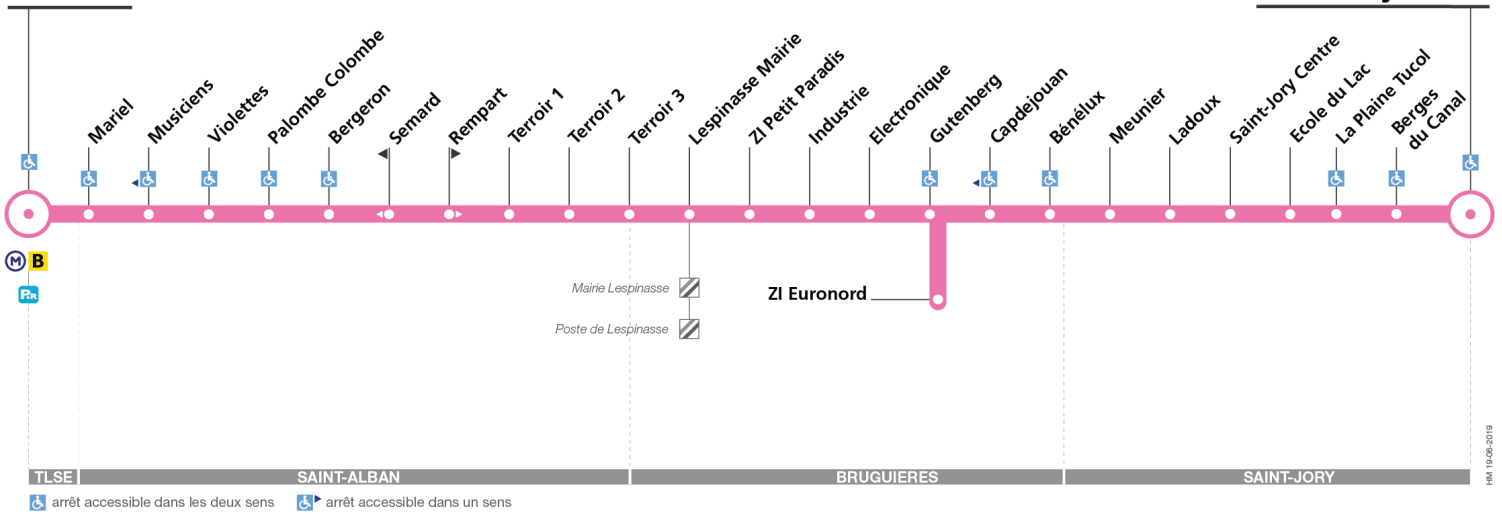 Mariel
Musiciens
Violettes
Palombe Colombe
Bergeron
Semard
Rempart
Terroir 1
Terroir 2
Terroir 3
Lespinasse Mairie
ZI Petit Paradis
Industrie
Electronique
Gutenberg
Capdejouan
Bénélux
Meunier
Ladoux
Saint-Jory Centre
Ecole du Lac
La Plaine Tucol
Berges
du Canal
M B
P+R
Mairie Lespinasse
Poste de Lespinasse
ZI Euronord
TLSE
SAINT-ALBAN
BRUGUIERES
SAINT-JORY
arrêt accessible dans les deux sens
arrêt accessible dans un sens
HM 19-06-2019